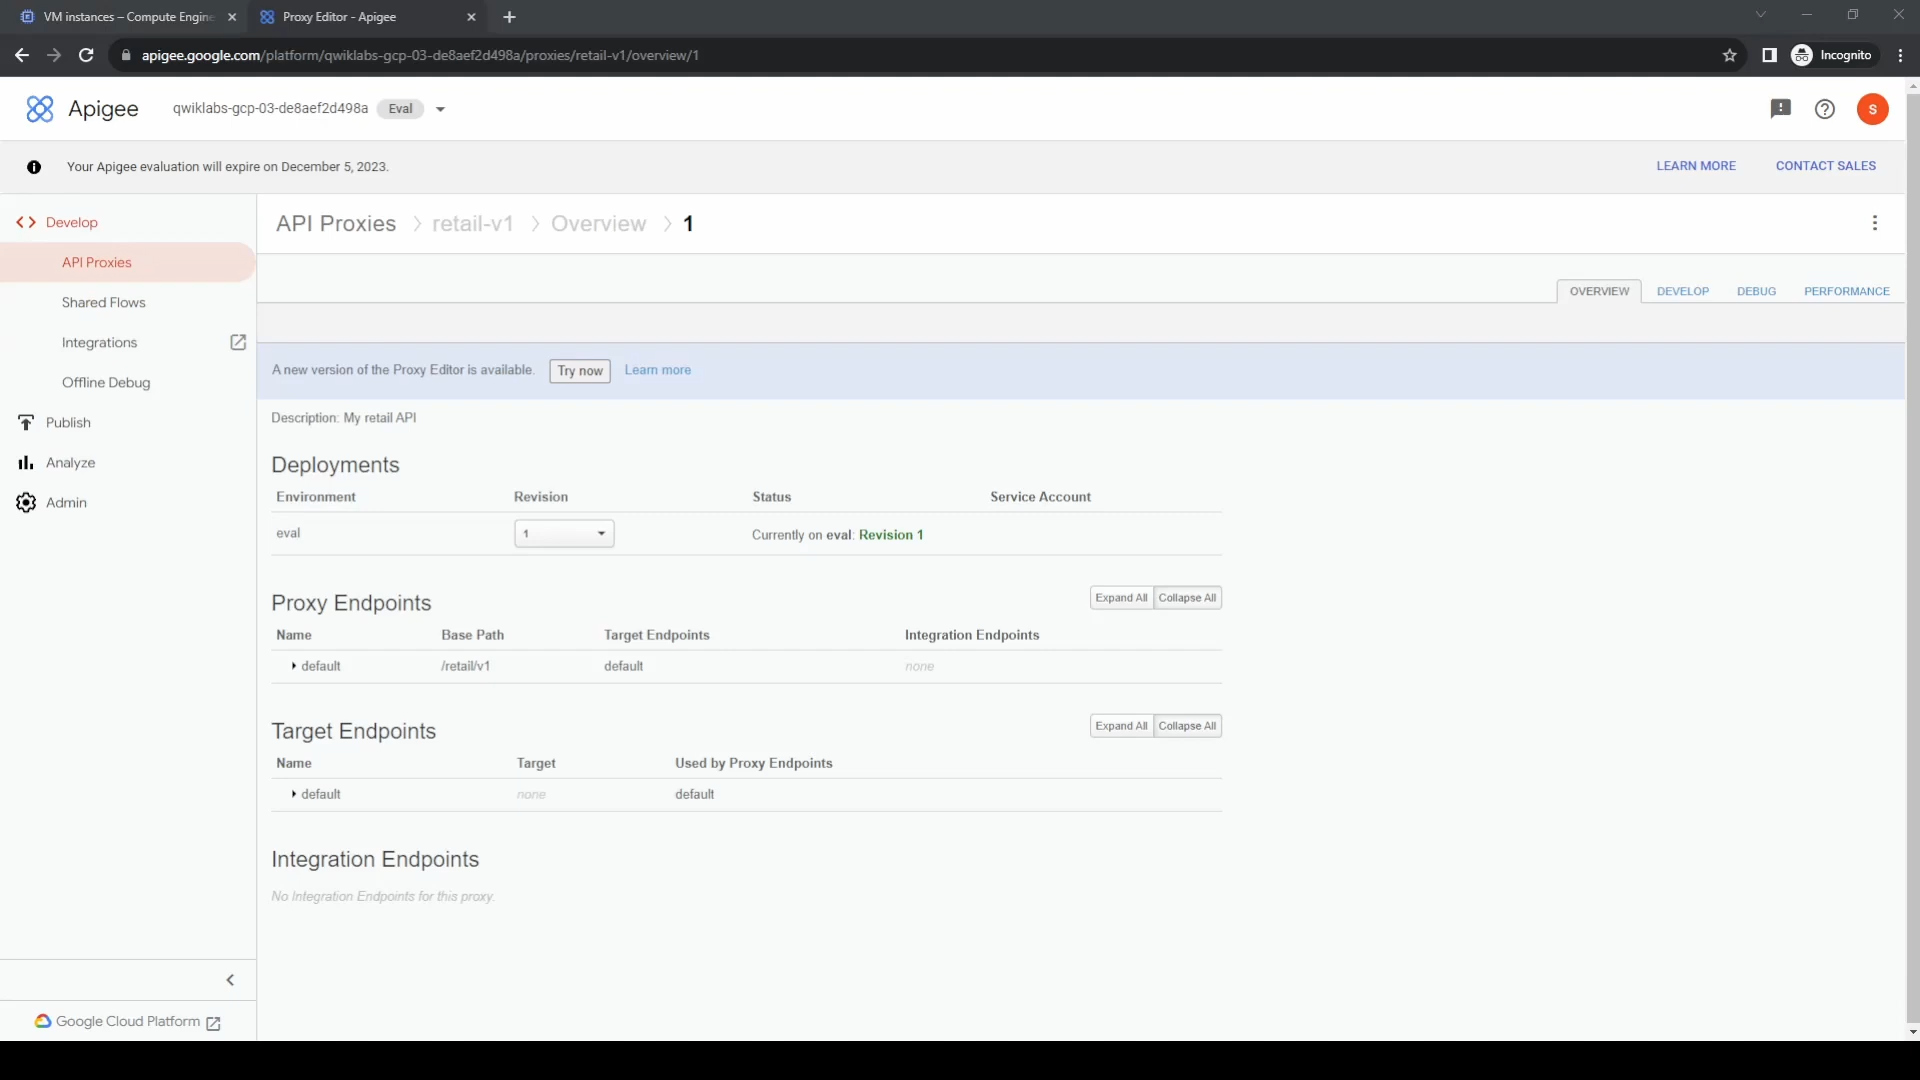 VM instances – Compute Engine
Proxy Editor - Apigee
apigee.google.com/platform/qwiklabs-gcp-03-de8aef2d498a/proxies/retail-v1/overview/1
Incognito
Apigee
qwiklabs-gcp-03-de8aef2d498a
Eval
S
Your Apigee evaluation will expire on December 5, 2023.
LEARN MORE
CONTACT SALES
Develop
API Proxies
Shared Flows
Integrations
Offline Debug
Publish
Analyze
Admin
Google Cloud Platform
API Proxies > retail-v1 > Overview > 1
OVERVIEW DEVELOP DEBUG PERFORMANCE
A new version of the Proxy Editor is available. Try now Learn more
Description: My retail API
Deployments
Environment Revision Status Service Account
eval 1 Currently on eval: Revision 1
Proxy Endpoints
Expand All Collapse All
Name Base Path Target Endpoints Integration Endpoints
default /retail/v1 default none
Target Endpoints
Expand All Collapse All
Name Target Used by Proxy Endpoints
default none default
Integration Endpoints
No Integration Endpoints for this proxy.